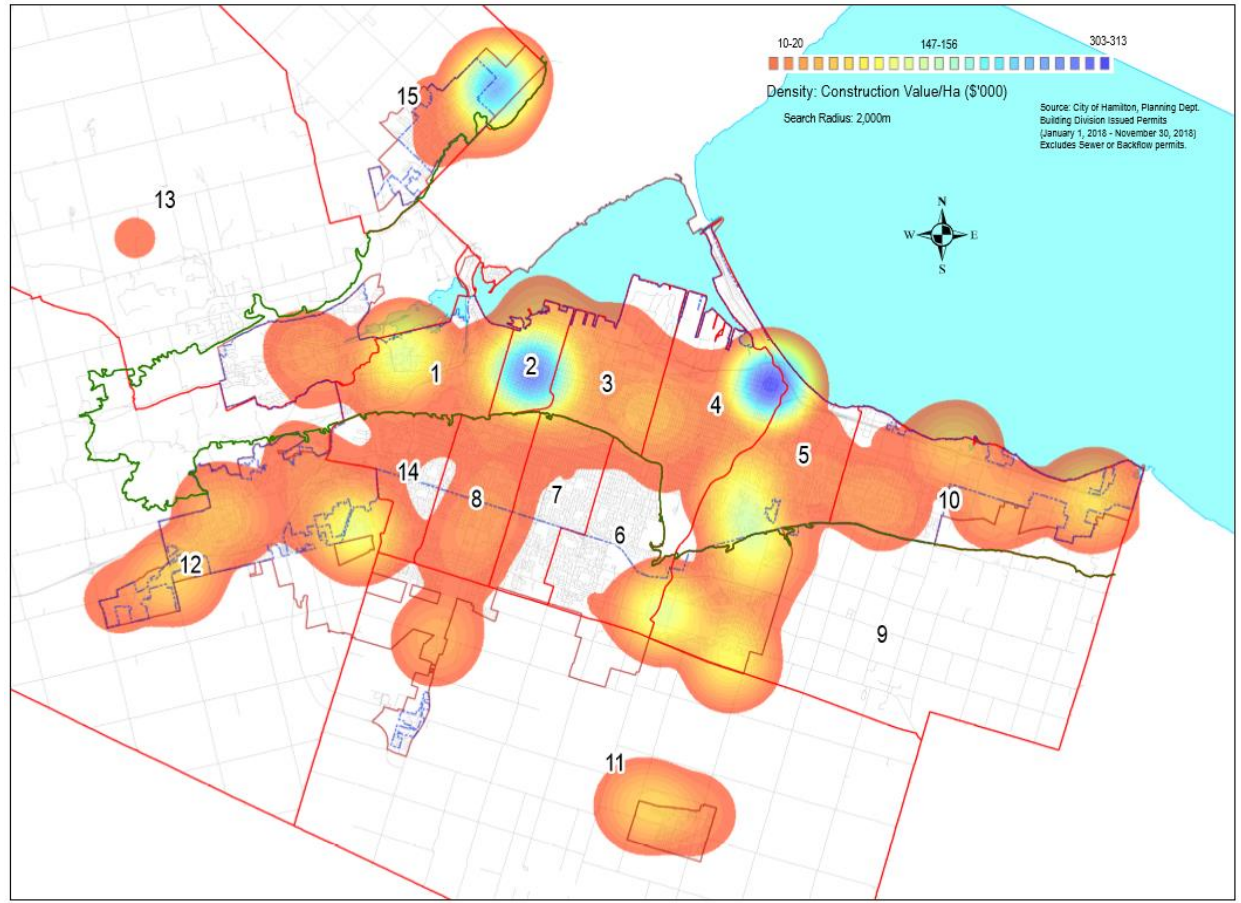 10-20 147-156 303-313
Density: Construction Value/Ha ($'000)
Search Radius: 2,000m
Source: City of Hamilton, Planning Dept.
Building Division Issued Permits
(January 1, 2018 - November 30, 2018)
Excludes Sewer or Backflow permits.
15
13
N
W E
S
2
1
3
4
5
14
8
7
10
6
12
9
11